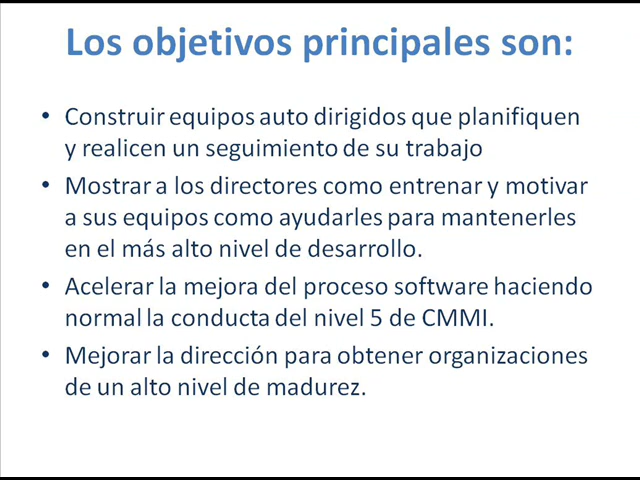 Los objetivos principales son:
• Construir equipos auto dirigidos que planifiquen
y realicen un seguimiento de su trabajo
• Mostrar a los directores como entrenar y motivar
a sus equipos como ayudarles para mantenerles
en el más alto nivel de desarrollo.
• Acelerar la mejora del proceso software haciendo
normal la conducta del nivel 5 de CMMI.
• Mejorar la dirección para obtener organizaciones
de un alto nivel de madurez.